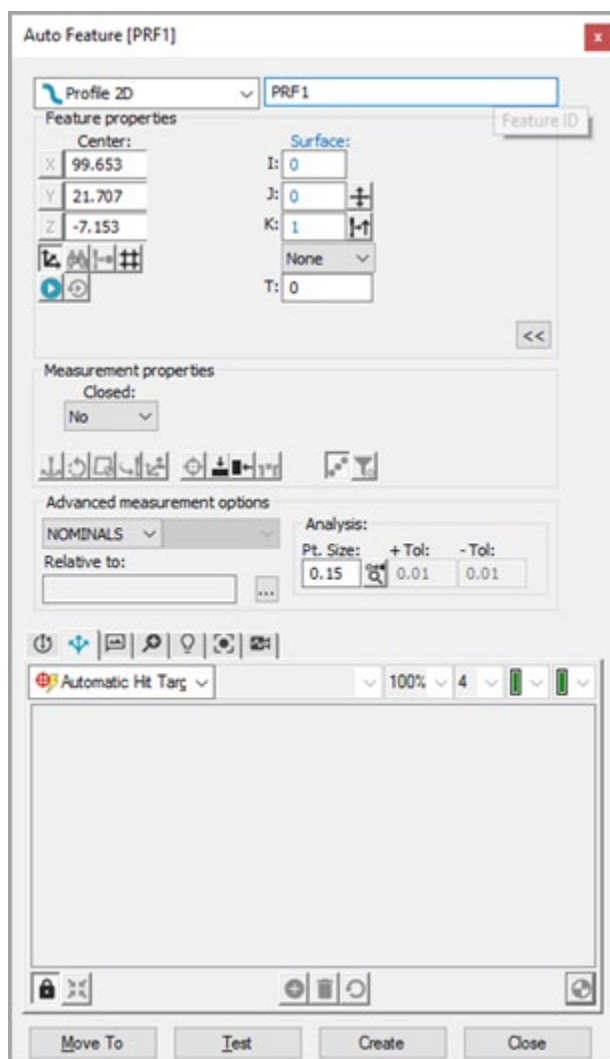 Auto Feature [PRF1]
x
Profile 2D PRF1
Feature ID
Feature properties
Center: Surface:
X 99.653 I: 0
Y 21.707 J: 0
Z -7.153 K: 1
None
T: 0
<<
Measurement properties
Closed:
No
Advanced measurement options
NOMINALS
Relative to:
...
Analysis:
Pt. Size: + Tol: - Tol:
0.15 0.01 0.01
Automatic Hit Targ 100% 4
Move To Test Create Close